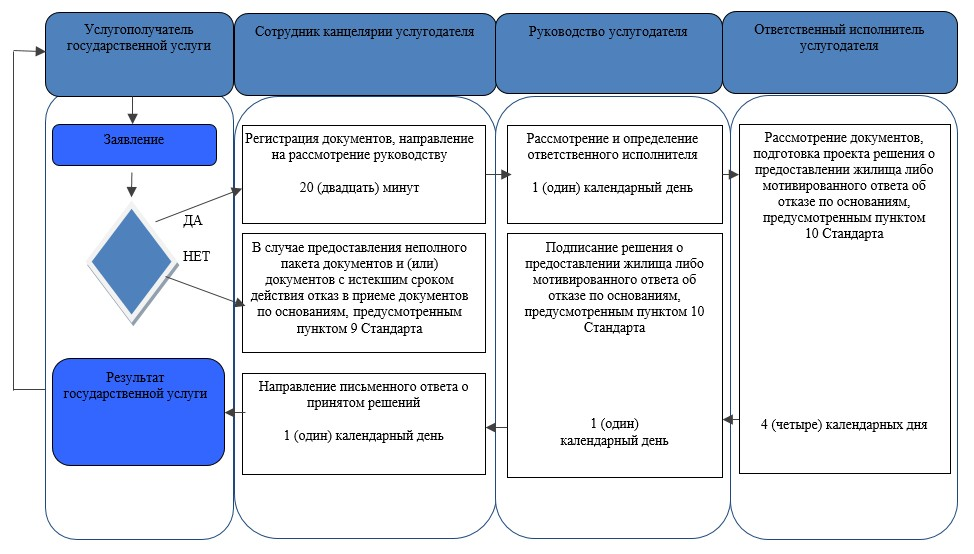 Услугополучатель
государственной услуги
Сотрудник канцелярии услугодателя
Руководство услугодателя
Ответственный исполнитель
услугодателя
Заявление
ДА
НЕТ
Результат
государственной услуги
Регистрация документов, направление
на рассмотрение руководству
20 (двадцать) минут
В случае предоставления неполного
пакета документов и (или)
документов с истекшим сроком
действия отказ в приеме документов
по основаниям, предусмотренным
пунктом 9 Стандарта
Направление письменного ответа о
принятом решений
1 (один) календарный день
Рассмотрение и определение
ответственного исполнителя
1 (один) календарный день
Подписание решения о
предоставлении жилища либо
мотивированного ответа об
отказе по основаниям,
предусмотренным пунктом 10
Стандарта
1 (один)
календарный день
Рассмотрение документов,
подготовка проекта решения о
предоставлении жилища либо
мотивированного ответа об
отказе по основаниям,
предусмотренным пунктом
10 Стандарта
4 (четыре) календарных дня